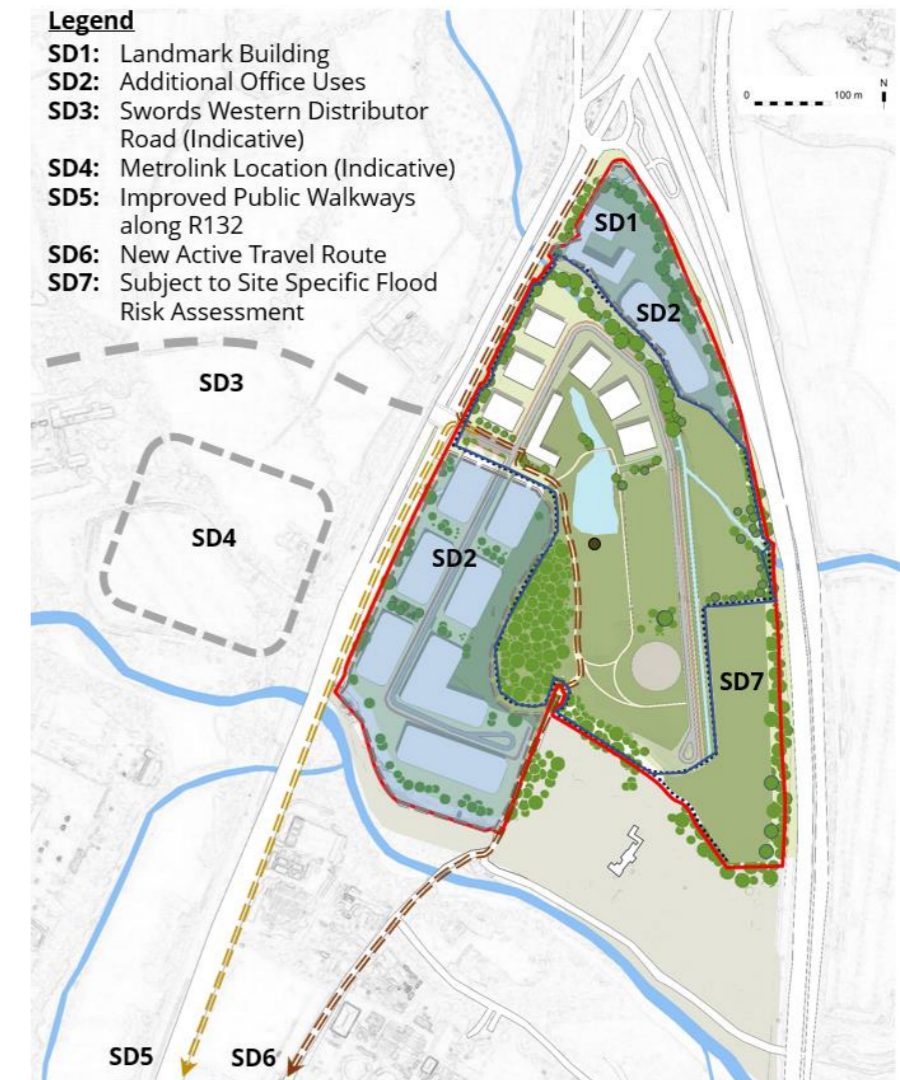 Legend
SD1: Landmark Building
SD2: Additional Office Uses
SD3: Swords Western Distributor
Road (Indicative)
SD4: Metrolink Location (Indicative)
SD5: Improved Public Walkways
along R132
SD6: New Active Travel Route
SD7: Subject to Site Specific Flood
Risk Assessment
0 100 m N
SD1
SD2
SD3
SD4
SD2
SD7
SD5 SD6